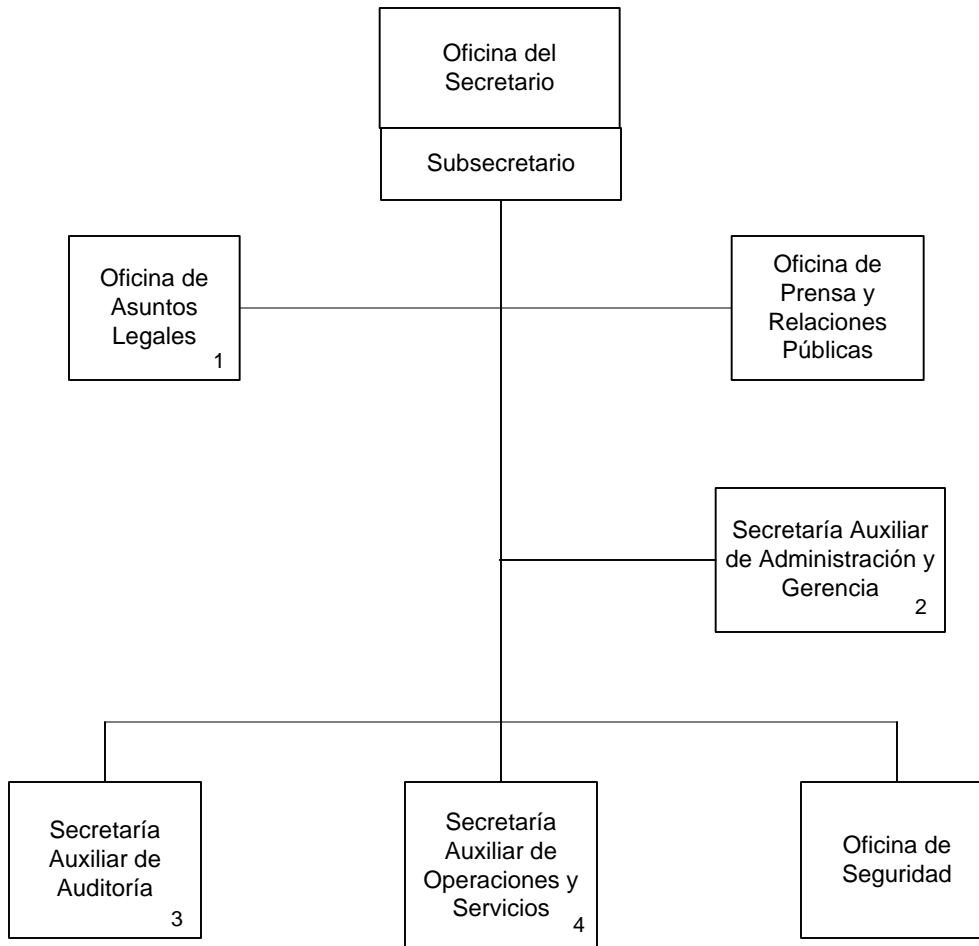 Oficina del
Secretario
Subsecretario
Oficina de
Asuntos
Legales
1
Oficina de
Prensa y
Relaciones
Públicas
Secretaría Auxiliar
de Administración y
Gerencia
2
Secretaría
Auxiliar de
Auditoría
3
Secretaría
Auxiliar de
Operaciones y
Servicios
4
Oficina de
Seguridad